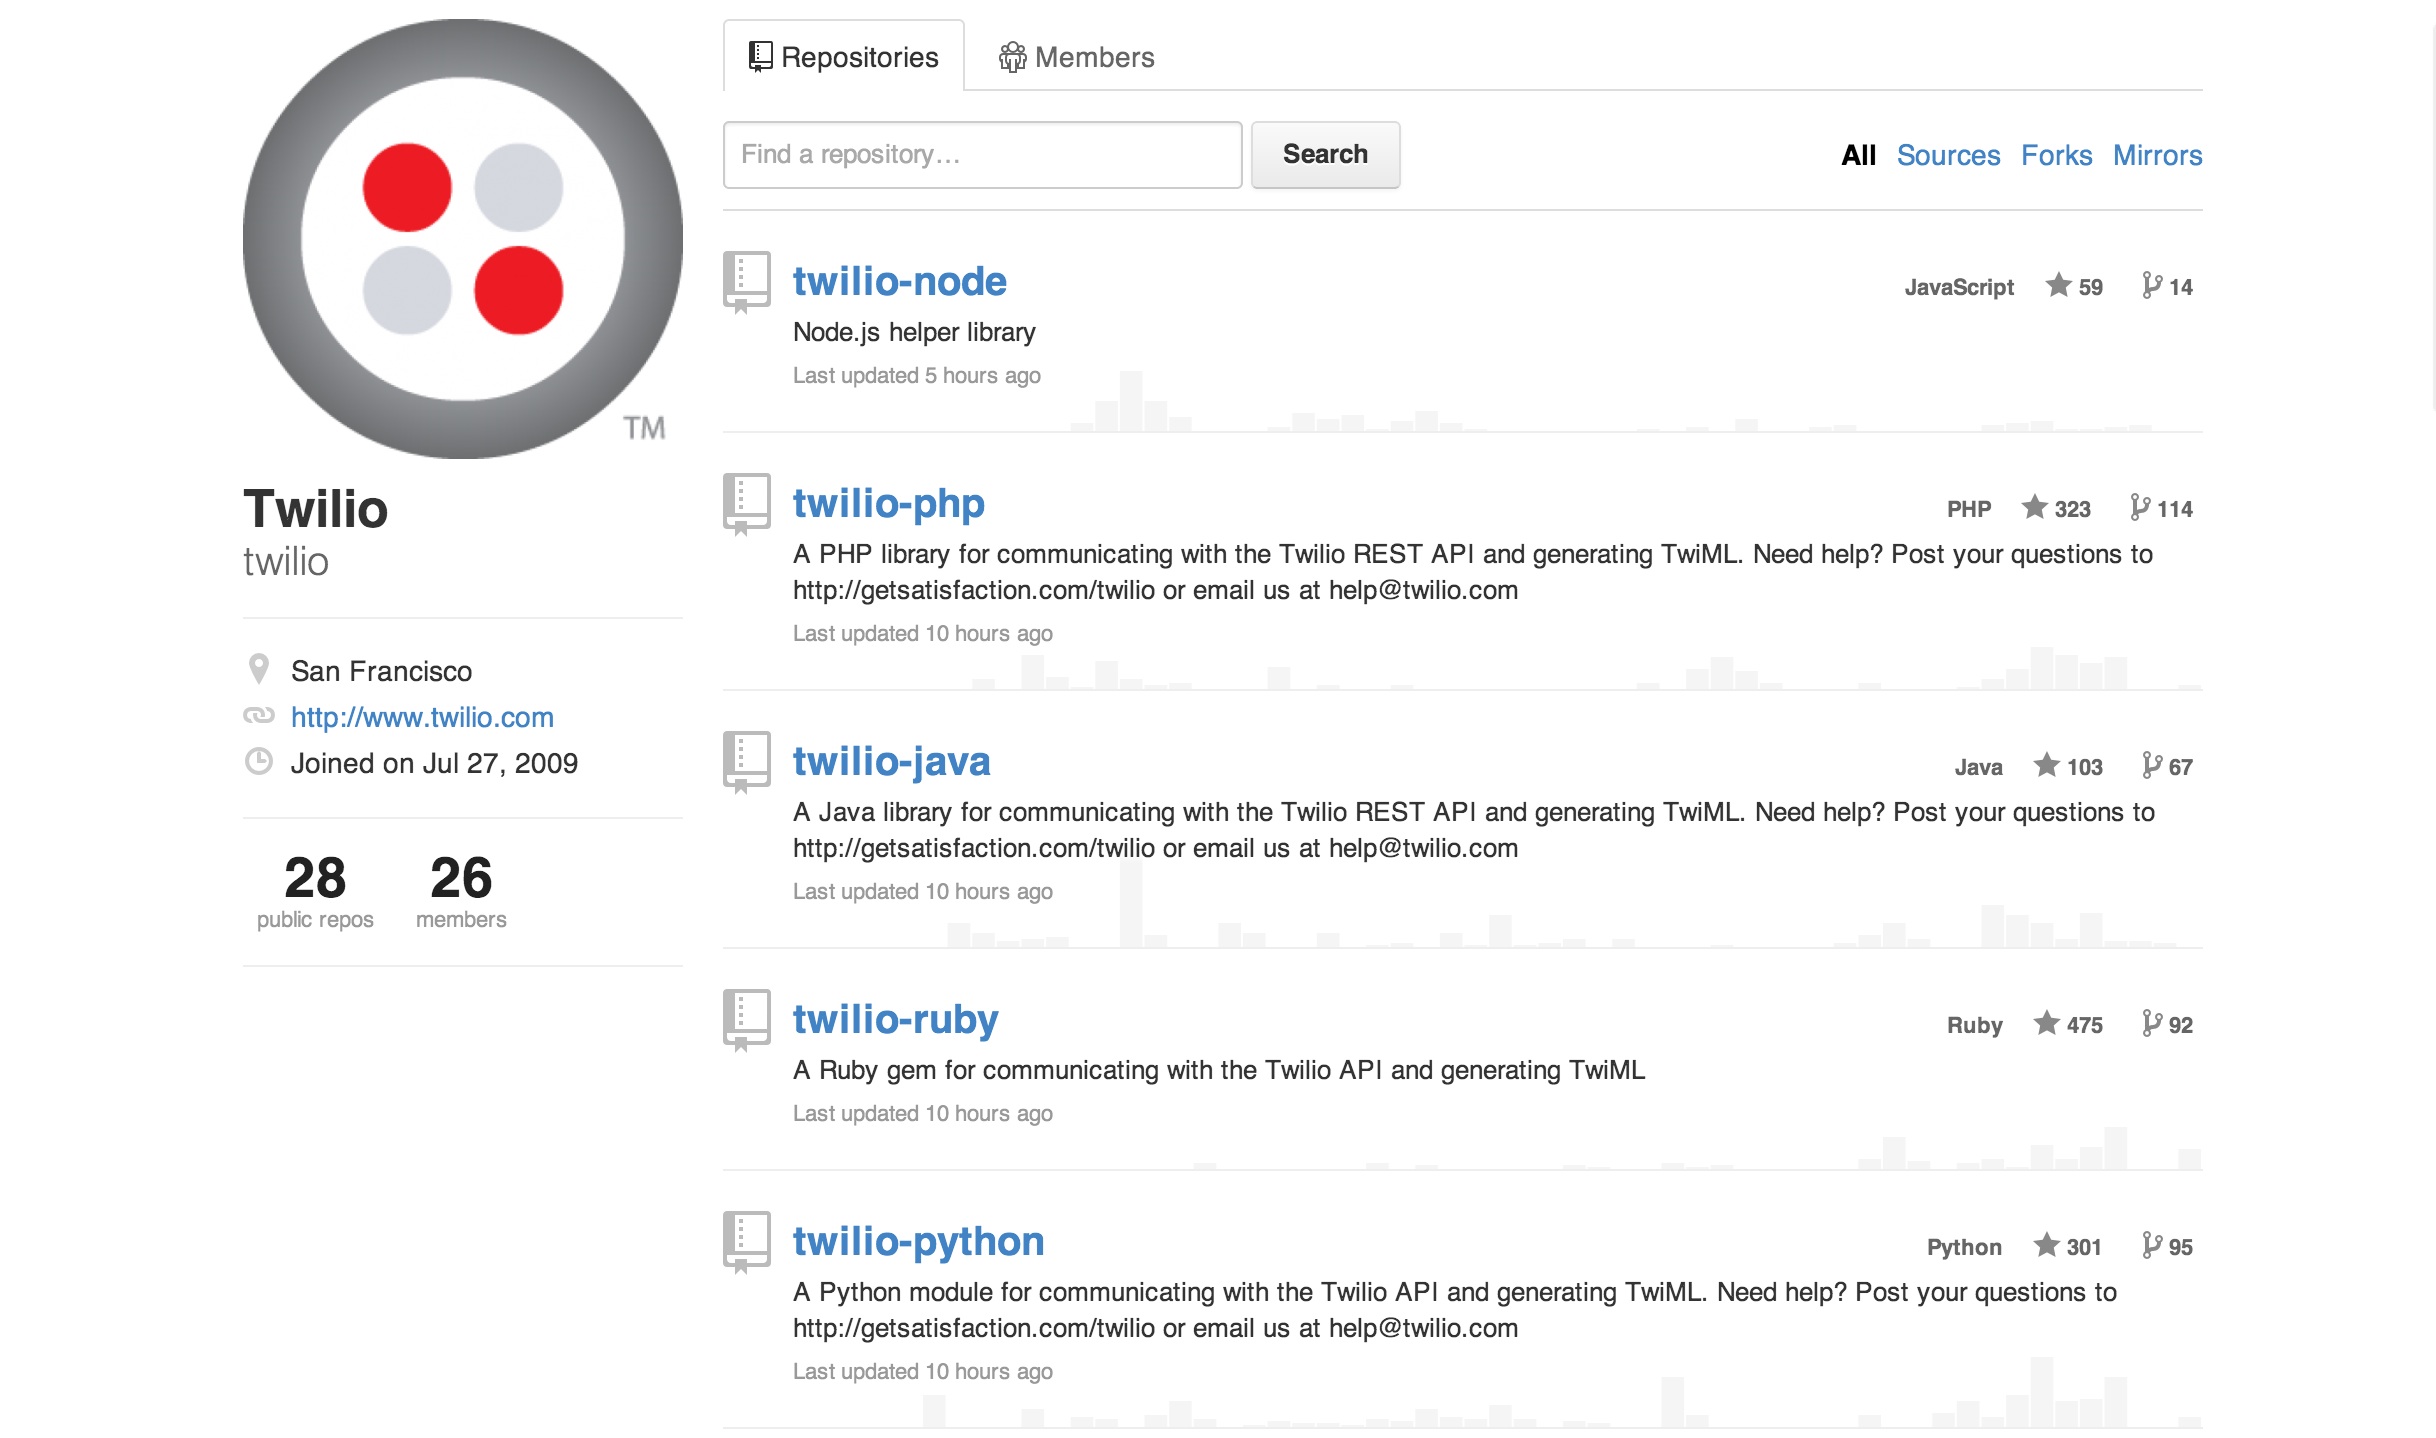 TM
Twilio
twilio
San Francisco
http://www.twilio.com
Joined on Jul 27, 2009
28 26
public repos members
Repositories Members
Find a repository… Search All Sources Forks Mirrors
twilio-node JavaScript 59 14
Node.js helper library
Last updated 5 hours ago
twilio-php PHP 323 114
A PHP library for communicating with the Twilio REST API and generating TwiML. Need help? Post your questions to
http://getsatisfaction.com/twilio or email us at help@twilio.com
Last updated 10 hours ago
twilio-java Java 103 67
A Java library for communicating with the Twilio REST API and generating TwiML. Need help? Post your questions to
http://getsatisfaction.com/twilio or email us at help@twilio.com
Last updated 10 hours ago
twilio-ruby Ruby 475 92
A Ruby gem for communicating with the Twilio API and generating TwiML
Last updated 10 hours ago
twilio-python Python 301 95
A Python module for communicating with the Twilio API and generating TwiML. Need help? Post your questions to
http://getsatisfaction.com/twilio or email us at help@twilio.com
Last updated 10 hours ago